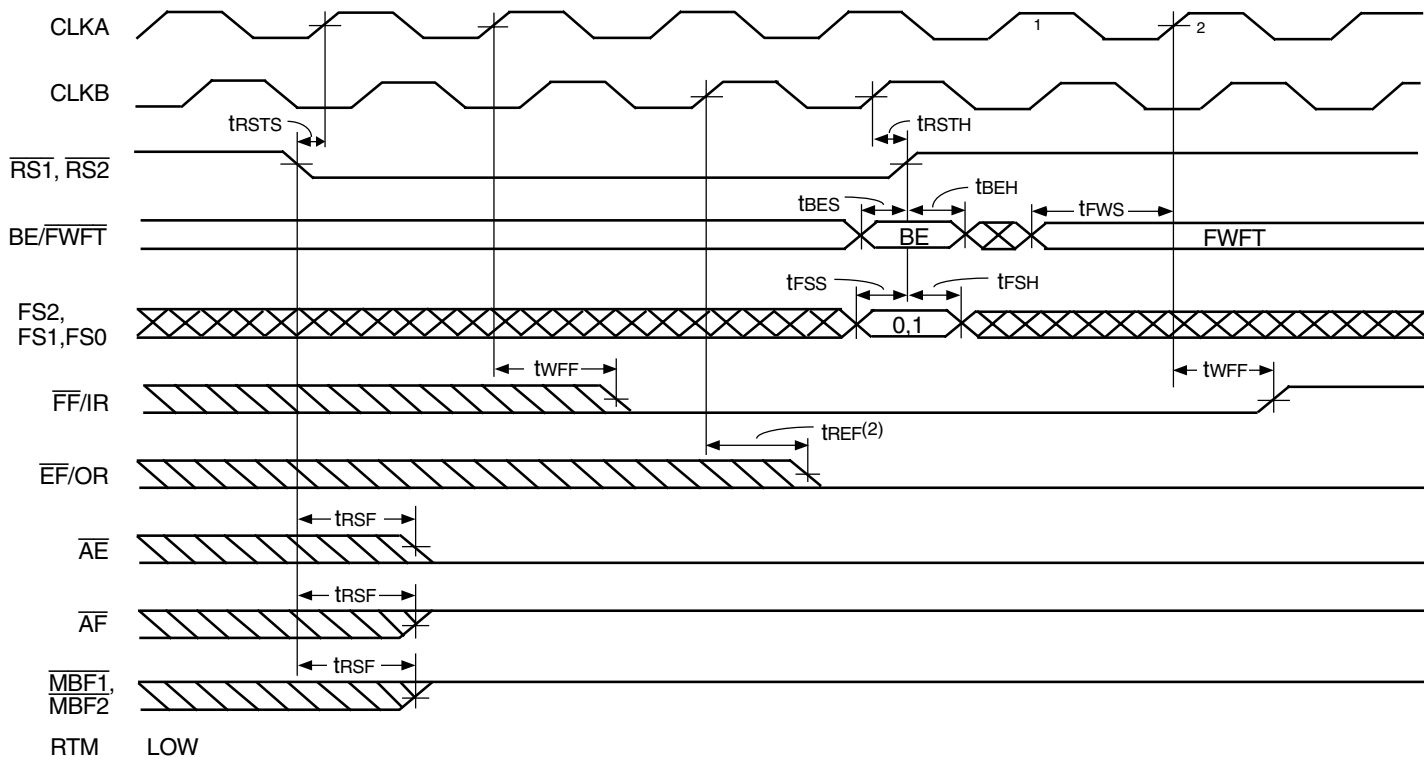 CLKA
1
2
CLKB
tRSTS
tRSTH
RS1, RS2
tBES
tBEH
tFWS
BE/FWFT
BE
FWFT
tFSS
tFSH
FS2,
FS1,FS0
0,1
tWFF
tWFF
FF/IR
tREF(2)
EF/OR
tRSF
AE
tRSF
AF
tRSF
MBF1,
MBF2
RTM LOW